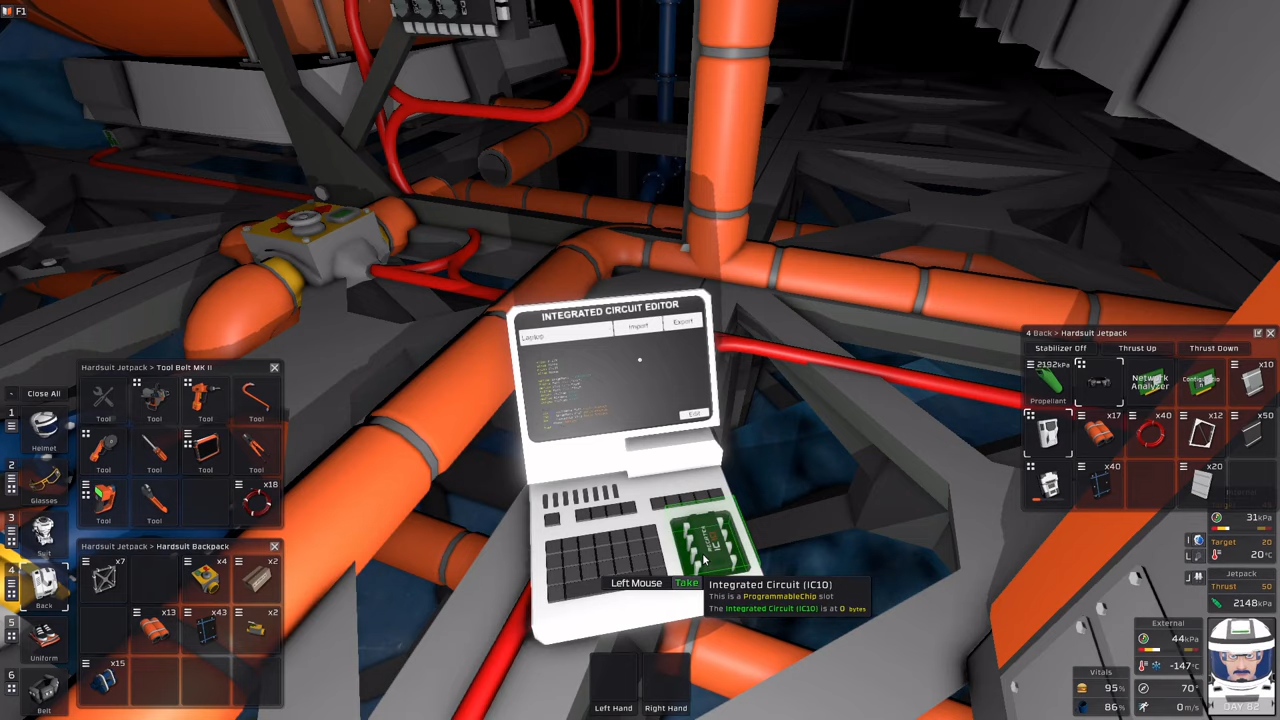 F1
INTEGRATED CIRCUIT EDITOR
Laptop
Import
Export
Edit
Left Mouse
Take
Integrated Circuit (IC10)
This is a ProgrammableChip slot
The Integrated Circuit (IC10) is at 0 bytes
Left Hand
Right Hand
Close All
1
Helmet
2
Glasses
3
Suit
4
Back
5
Uniform
6
Belt
Hardsuit Jetpack > Tool Belt MK II
Tool
Tool
Tool
Tool
Tool
Tool
Tool
Tool
Tool
Tool
x18
Hardsuit Jetpack > Hardsuit Backpack
x7
x4
x2
x13
x43
x2
x15
4 Back > Hardsuit Jetpack
Stabilizer Off
Thrust Up
Thrust Down
2192kPa
Propellant
Network
Analyzer
x10
x17
x40
x12
x50
x40
x20
31kPa
Target
20
20°C
Jetpack
Thrust
50
2148kPa
External
44kPa
-147°C
Vitals
95%
86%
70°
0m/s
DAY 82